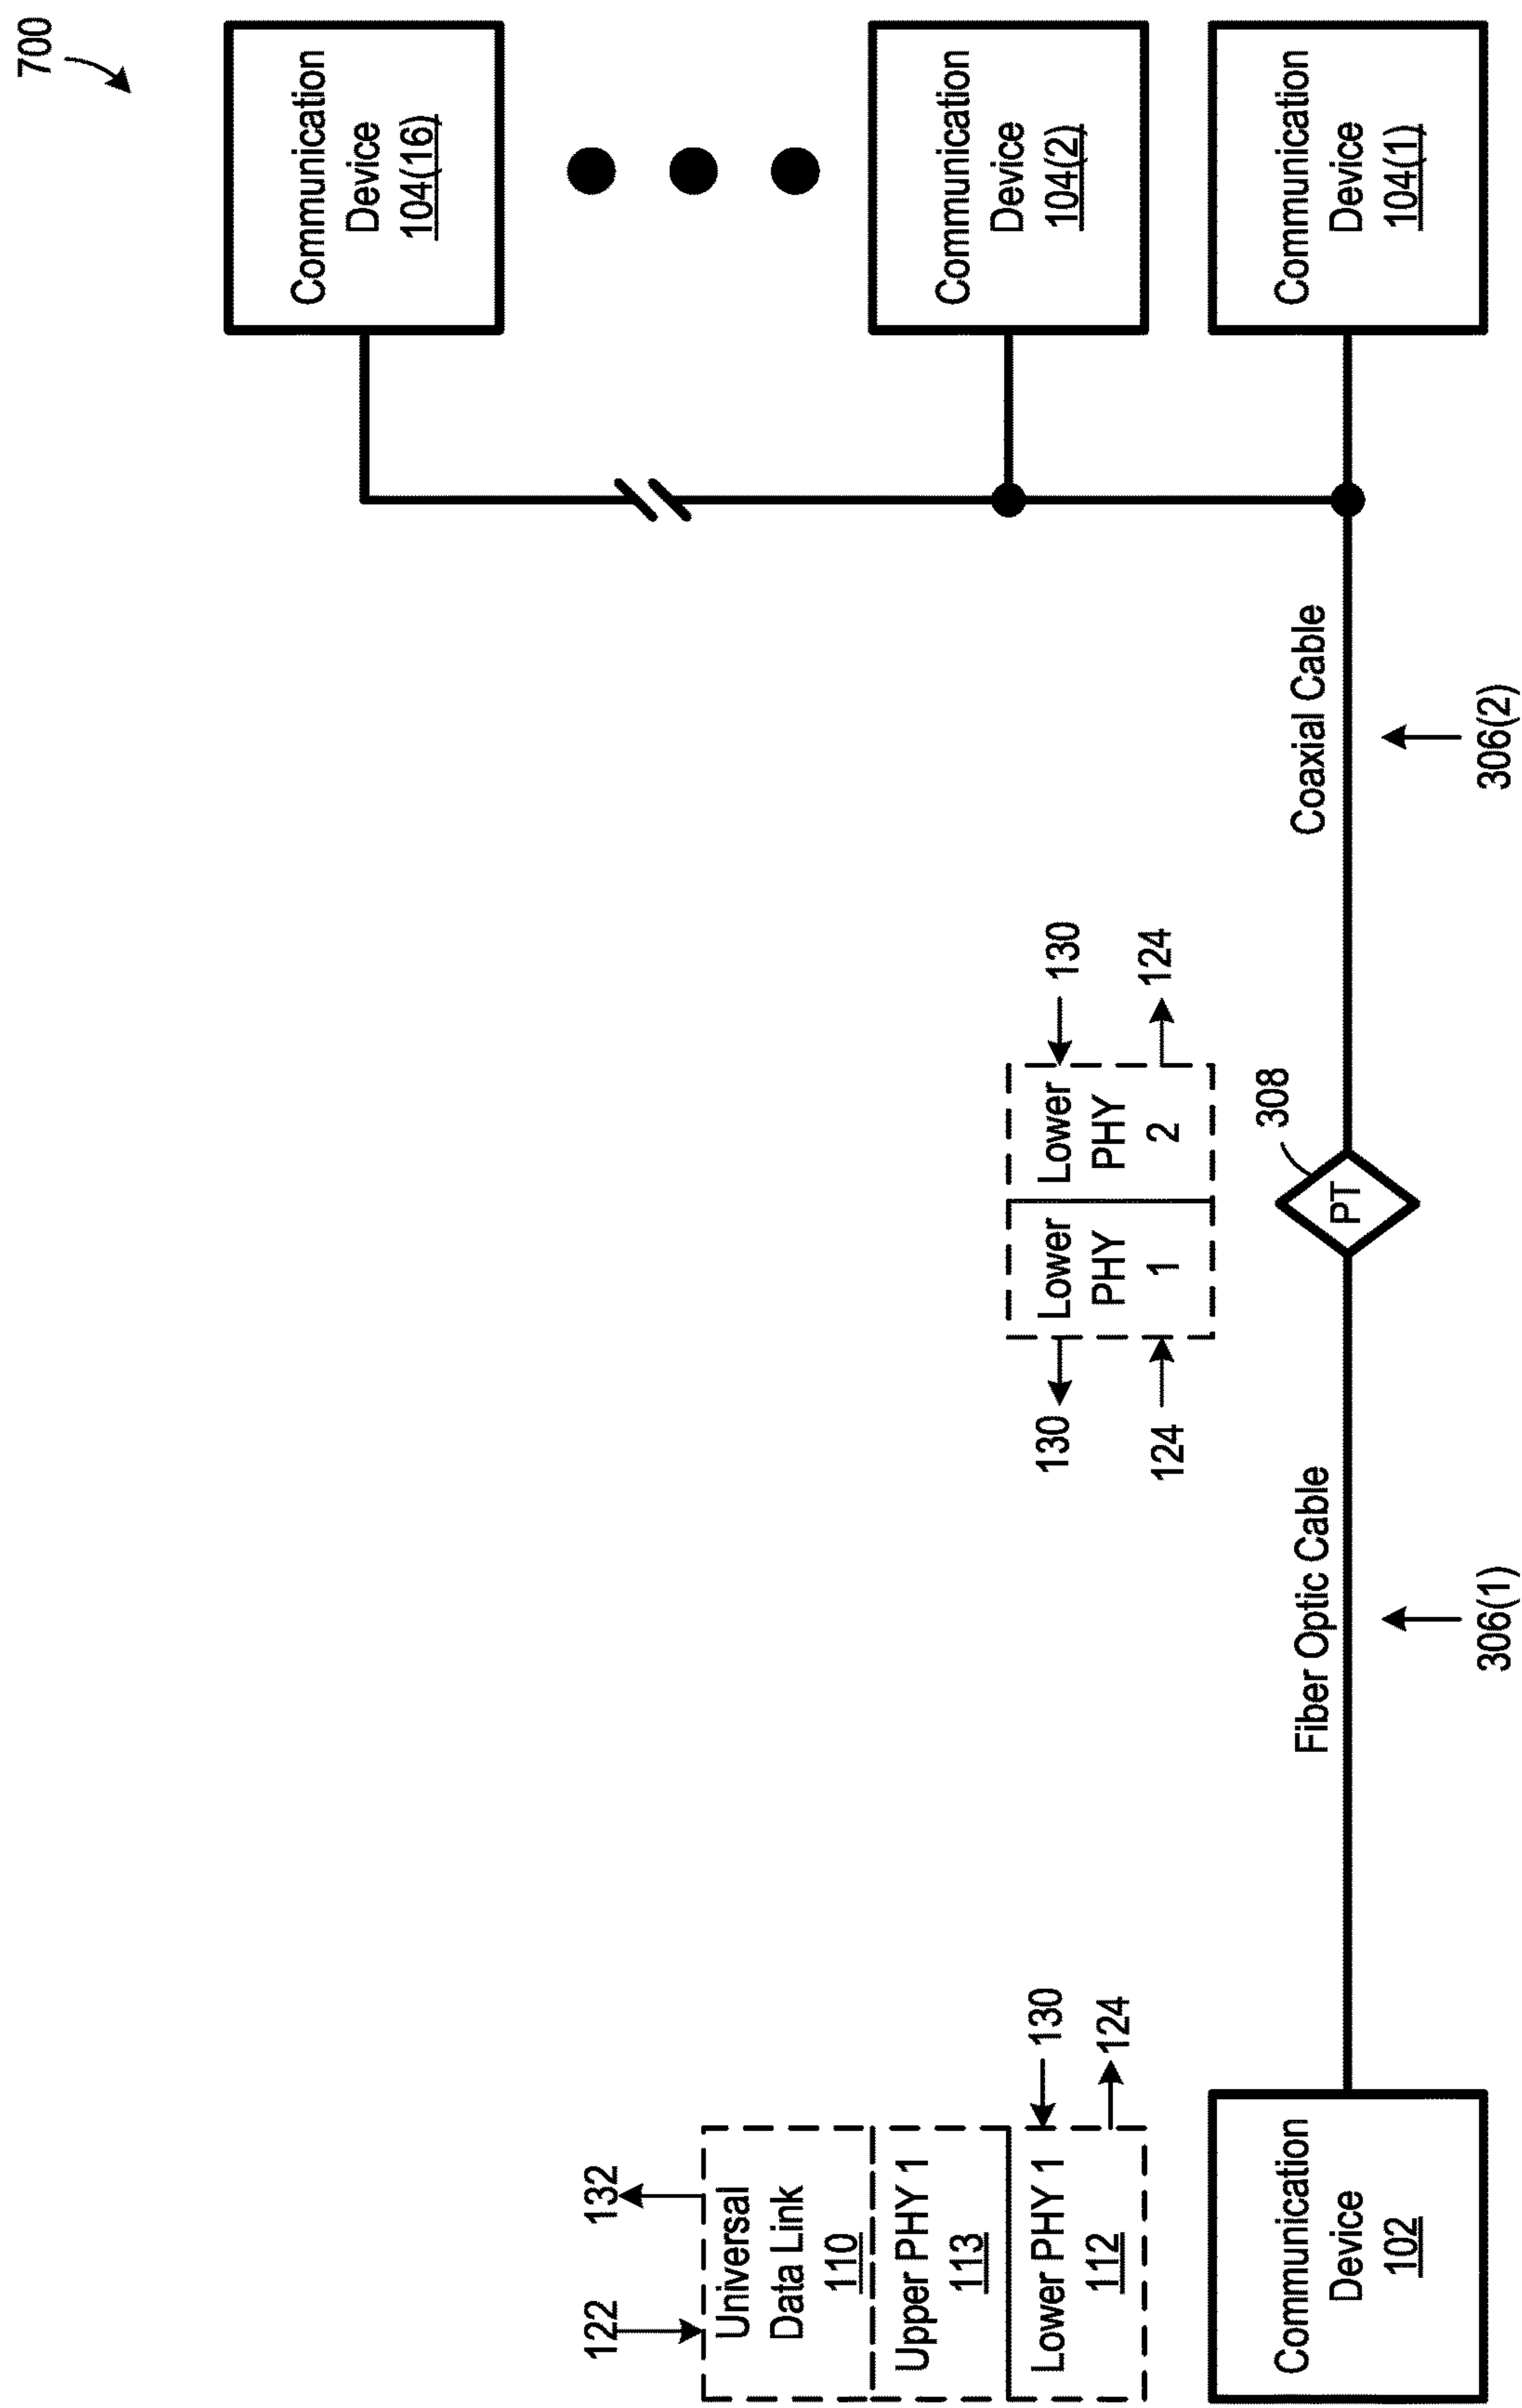 700
Communication
Device
104(16)
Communication
Device
104(2)
Communication
Device
104(1)
122
132
Universal
Data Link
110
Upper PHY 1
113
Lower PHY 1
112
130
124
130
124
Lower
PHY
1
Lower
PHY
2
130
124
308
PT
Communication
Device
102
Fiber Optic Cable
306(1)
Coaxial Cable
306(2)